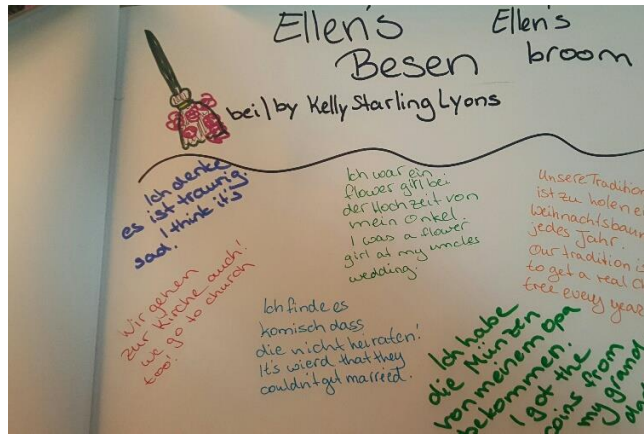 Ellen's
Besen
Ellen's
broom
bei/by Kelly Starling Lyons
Ich denke
es ist traurig.
I think it's
sad.
Ich war ein
flower girl bei
der Hochzeit von
mein Onkel.
I was a flower
girl at my uncles
wedding.
Unsere Tradition
ist zu holen
Weihnachtsbaum
jedes Jahr.
Our tradition is
to get a real
tree every year
Wir gehen
zur Kirche auch!
we go to church
too!
Ich finde es
komisch dass
die nicht heiraten!
It's wierd that they
couldn't gut married.
Ich habe
die Münzen
von meinem Opa
bekommen.
I got the
coins from
my grand